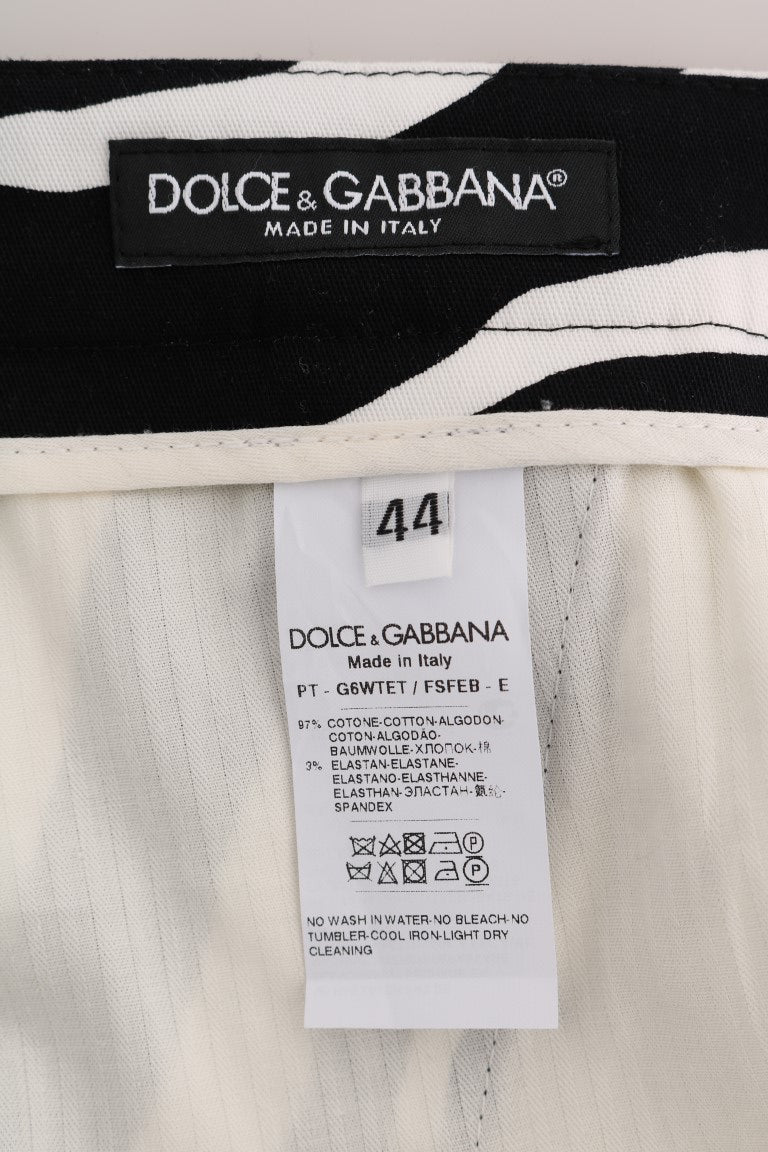 DOLCE & GABBANA®
MADE IN ITALY
44
DOLCE & GABBANA
Made in Italy
PT - G6WTET / FSFEB - E
97% COTONE-COTTON-ALGODON-
COTON-ALGODÃO-
BAUMWOLLE-ХЛОПОК-棉
3% ELASTAN-ELASTANE-
ELASTANO-ELASTHANNE-
ELASTHAN-ЭЛАСТАН-
SPANDEX
P
P
NO WASH IN WATER-NO BLEACH-NO
TUMBLER-COOL IRON-LIGHT DRY
CLEANING